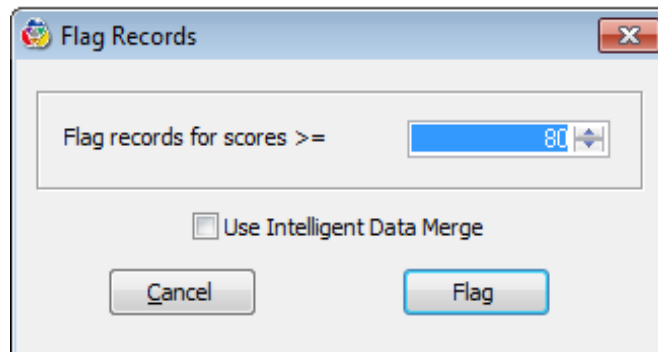 Flag Records
Flag records for scores >= 80
Use Intelligent Data Merge
Cancel Flag